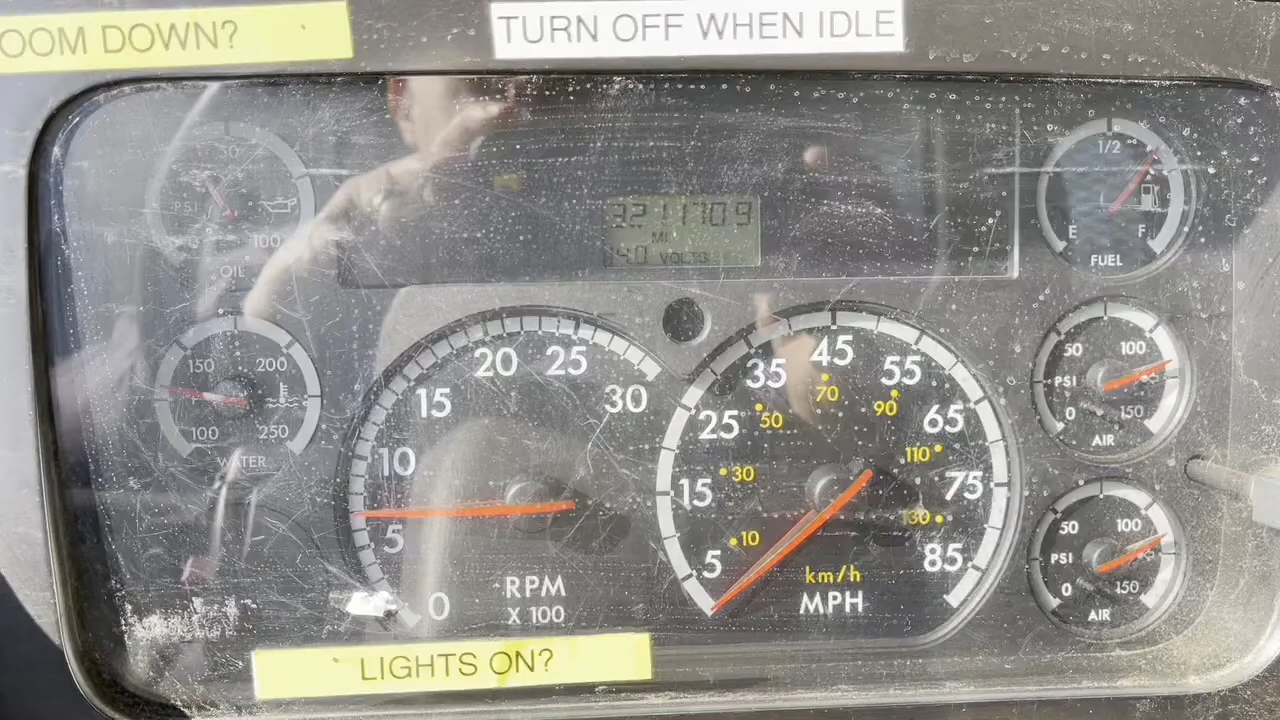 OOM DOWN?
TURN OFF WHEN IDLE
50
PSI
100
OIL
MI
14.0 VOLTS
1/2
E F
FUEL
150 200
100 250
WATER
0 5 10 15 20 25 30
RPM
X 100
5 15 25 35 45 55 65 75 85
10 30 50 70 90 110 130
km/h
MPH
50 100
PSI
0 150
AIR
50 100
PSI
0 150
AIR
LIGHTS ON?